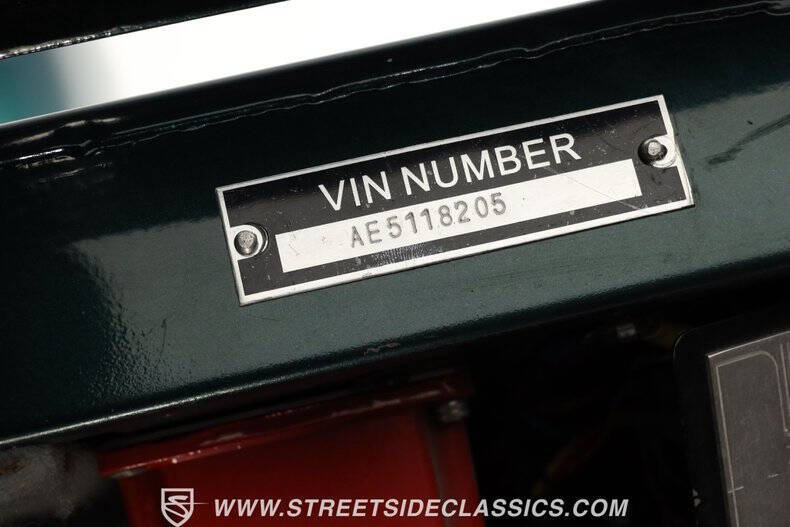 VIN NUMBER
AE5118205
WWW.STREETSIDECLASSICS.COM